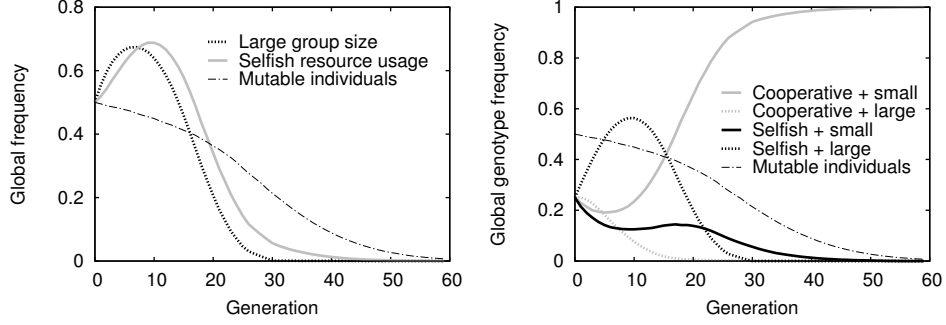 0.8
0.6
0.4
0.2
0
0 10 20 30 40 50 60
Global frequency
Generation
Large group size
Selfish resource usage
Mutable individuals
1
0.8
0.6
0.4
0.2
0
0 10 20 30 40 50 60
Global genotype frequency
Generation
Cooperative + small
Cooperative + large
Selfish + small
Selfish + large
Mutable individuals